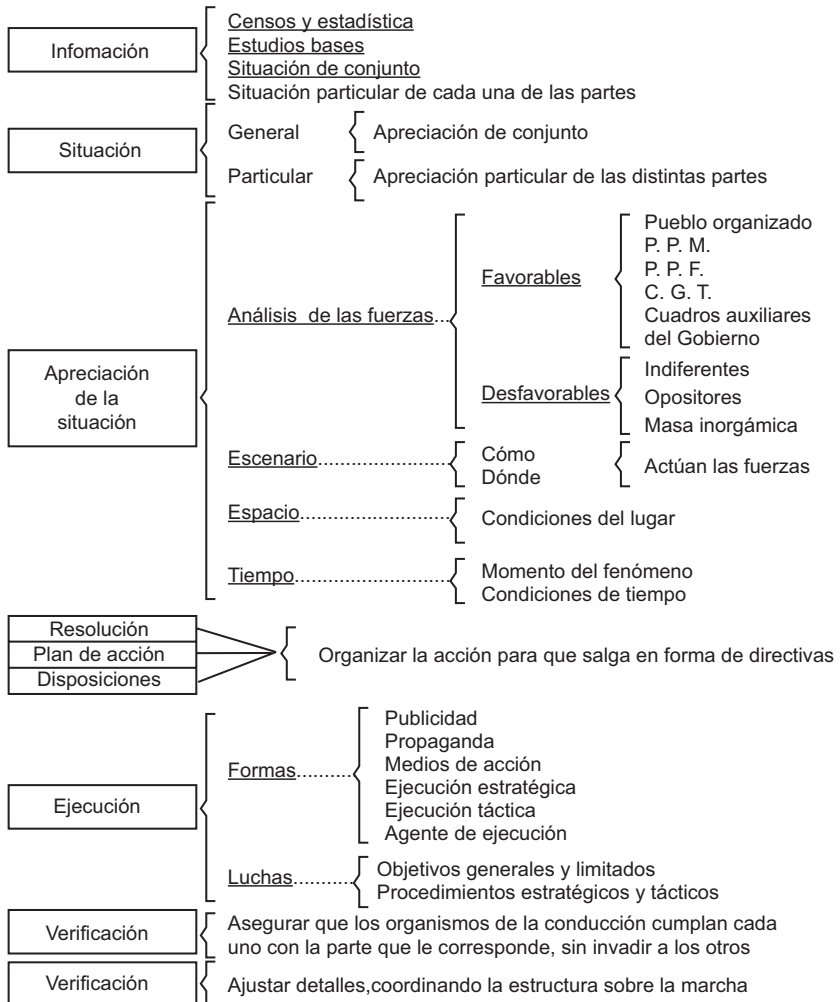 Infomación
Censos y estadística
Estudios bases
Situación de conjunto
Situación particular de cada una de las partes
Situación
General
Apreciación de conjunto
Particular
Apreciación particular de las distintas partes
Apreciación
de la
situación
Análisis de las fuerzas...
Favorables
Pueblo organizado
P. P. M.
P. P. F.
C. G. T.
Cuadros auxiliares
del Gobierno
Desfavorables
Indiferentes
Opositores
Masa inorgámica
Escenario....................
Cómo
Dónde
Actúan las fuerzas
Espacio.......................
Condiciones del lugar
Tiempo........................
Momento del fenómeno
Condiciones de tiempo
Resolución
Plan de acción
Disposiciones
Organizar la acción para que salga en forma de directivas
Ejecución
Formas..........
Publicidad
Propaganda
Medios de acción
Ejecución estratégica
Ejecución táctica
Agente de ejecución
Luchas..........
Objetivos generales y limitados
Procedimientos estratégicos y tácticos
Verificación
Asegurar que los organismos de la conducción cumplan cada
uno con la parte que le corresponde, sin invadir a los otros
Verificación
Ajustar detalles,coordinando la estructura sobre la marcha